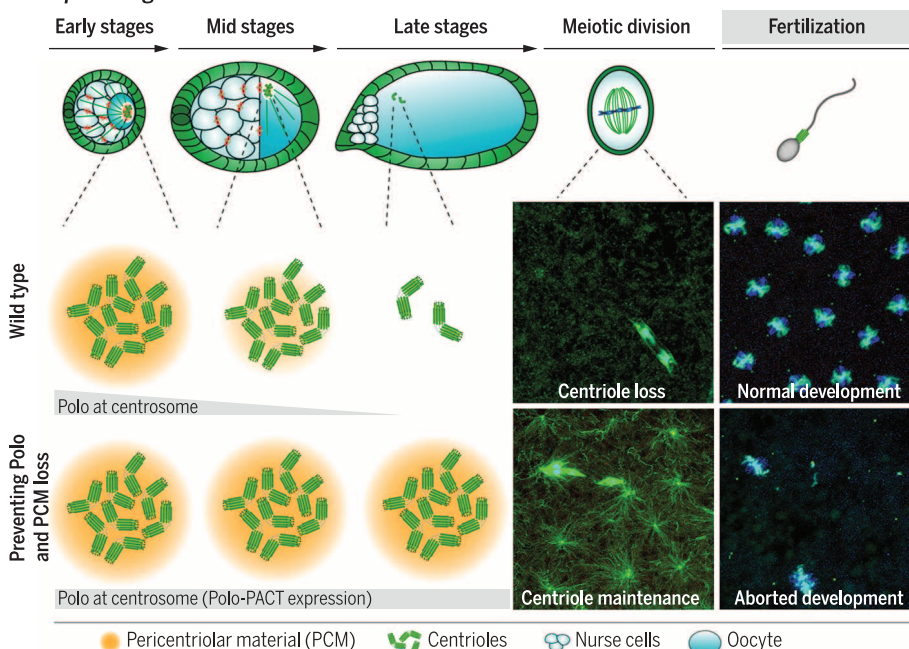 Early stages
Mid stages
Late stages
Meiotic division
Fertilization
Wild type
Polo at centrosome
Centriole loss
Normal development
Preventing Polo
and PCM loss
Polo at centrosome (Polo-PACT expression)
Centriole maintenance
Aborted development
Pericentriolar material (PCM)
Centrioles
Nurse cells
Oocyte